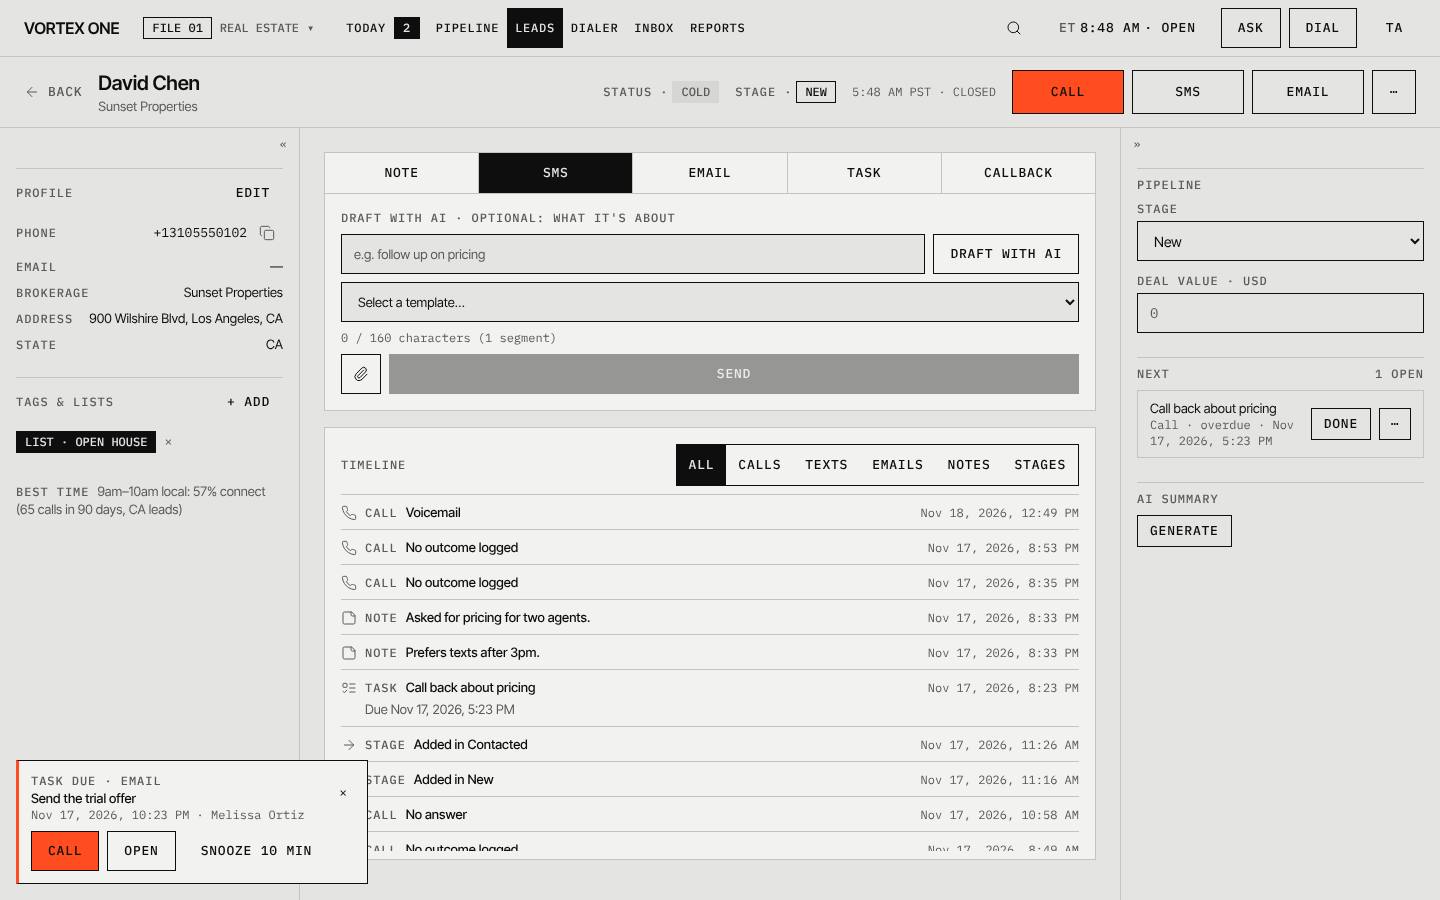 VORTEX ONE
FILE 01 REAL ESTATE ▾
TODAY 2 PIPELINE LEADS DIALER INBOX REPORTS
ET 8:48 AM · OPEN
ASK
DIAL
TA
← BACK
David Chen
Sunset Properties
STATUS · COLD STAGE · NEW 5:48 AM PST · CLOSED
CALL
SMS
EMAIL
⋯
«
PROFILE EDIT
PHONE +13105550102
EMAIL —
BROKERAGE Sunset Properties
ADDRESS 900 Wilshire Blvd, Los Angeles, CA
STATE CA
TAGS & LISTS + ADD
LIST · OPEN HOUSE ×
BEST TIME 9am–10am local: 57% connect
(65 calls in 90 days, CA leads)
NOTE SMS EMAIL TASK CALLBACK
DRAFT WITH AI · OPTIONAL: WHAT IT'S ABOUT
e.g. follow up on pricing
DRAFT WITH AI
Select a template...
0 / 160 characters (1 segment)
SEND
TIMELINE
ALL CALLS TEXTS EMAILS NOTES STAGES
CALL Voicemail Nov 18, 2026, 12:49 PM
CALL No outcome logged Nov 17, 2026, 8:53 PM
CALL No outcome logged Nov 17, 2026, 8:35 PM
NOTE Asked for pricing for two agents. Nov 17, 2026, 8:33 PM
NOTE Prefers texts after 3pm. Nov 17, 2026, 8:33 PM
TASK Call back about pricing Nov 17, 2026, 8:23 PM
Due Nov 17, 2026, 5:23 PM
STAGE Added in Contacted Nov 17, 2026, 11:26 AM
STAGE Added in New Nov 17, 2026, 11:16 AM
CALL No answer Nov 17, 2026, 10:58 AM
CALL No outcome logged Nov 17, 2026, 8:49 AM
»
PIPELINE
STAGE
New
DEAL VALUE · USD
0
NEXT 1 OPEN
Call back about pricing
Call · overdue · Nov
17, 2026, 5:23 PM
DONE
⋯
AI SUMMARY
GENERATE
TASK DUE · EMAIL
Send the trial offer
Nov 17, 2026, 10:23 PM · Melissa Ortiz
×
CALL OPEN SNOOZE 10 MIN